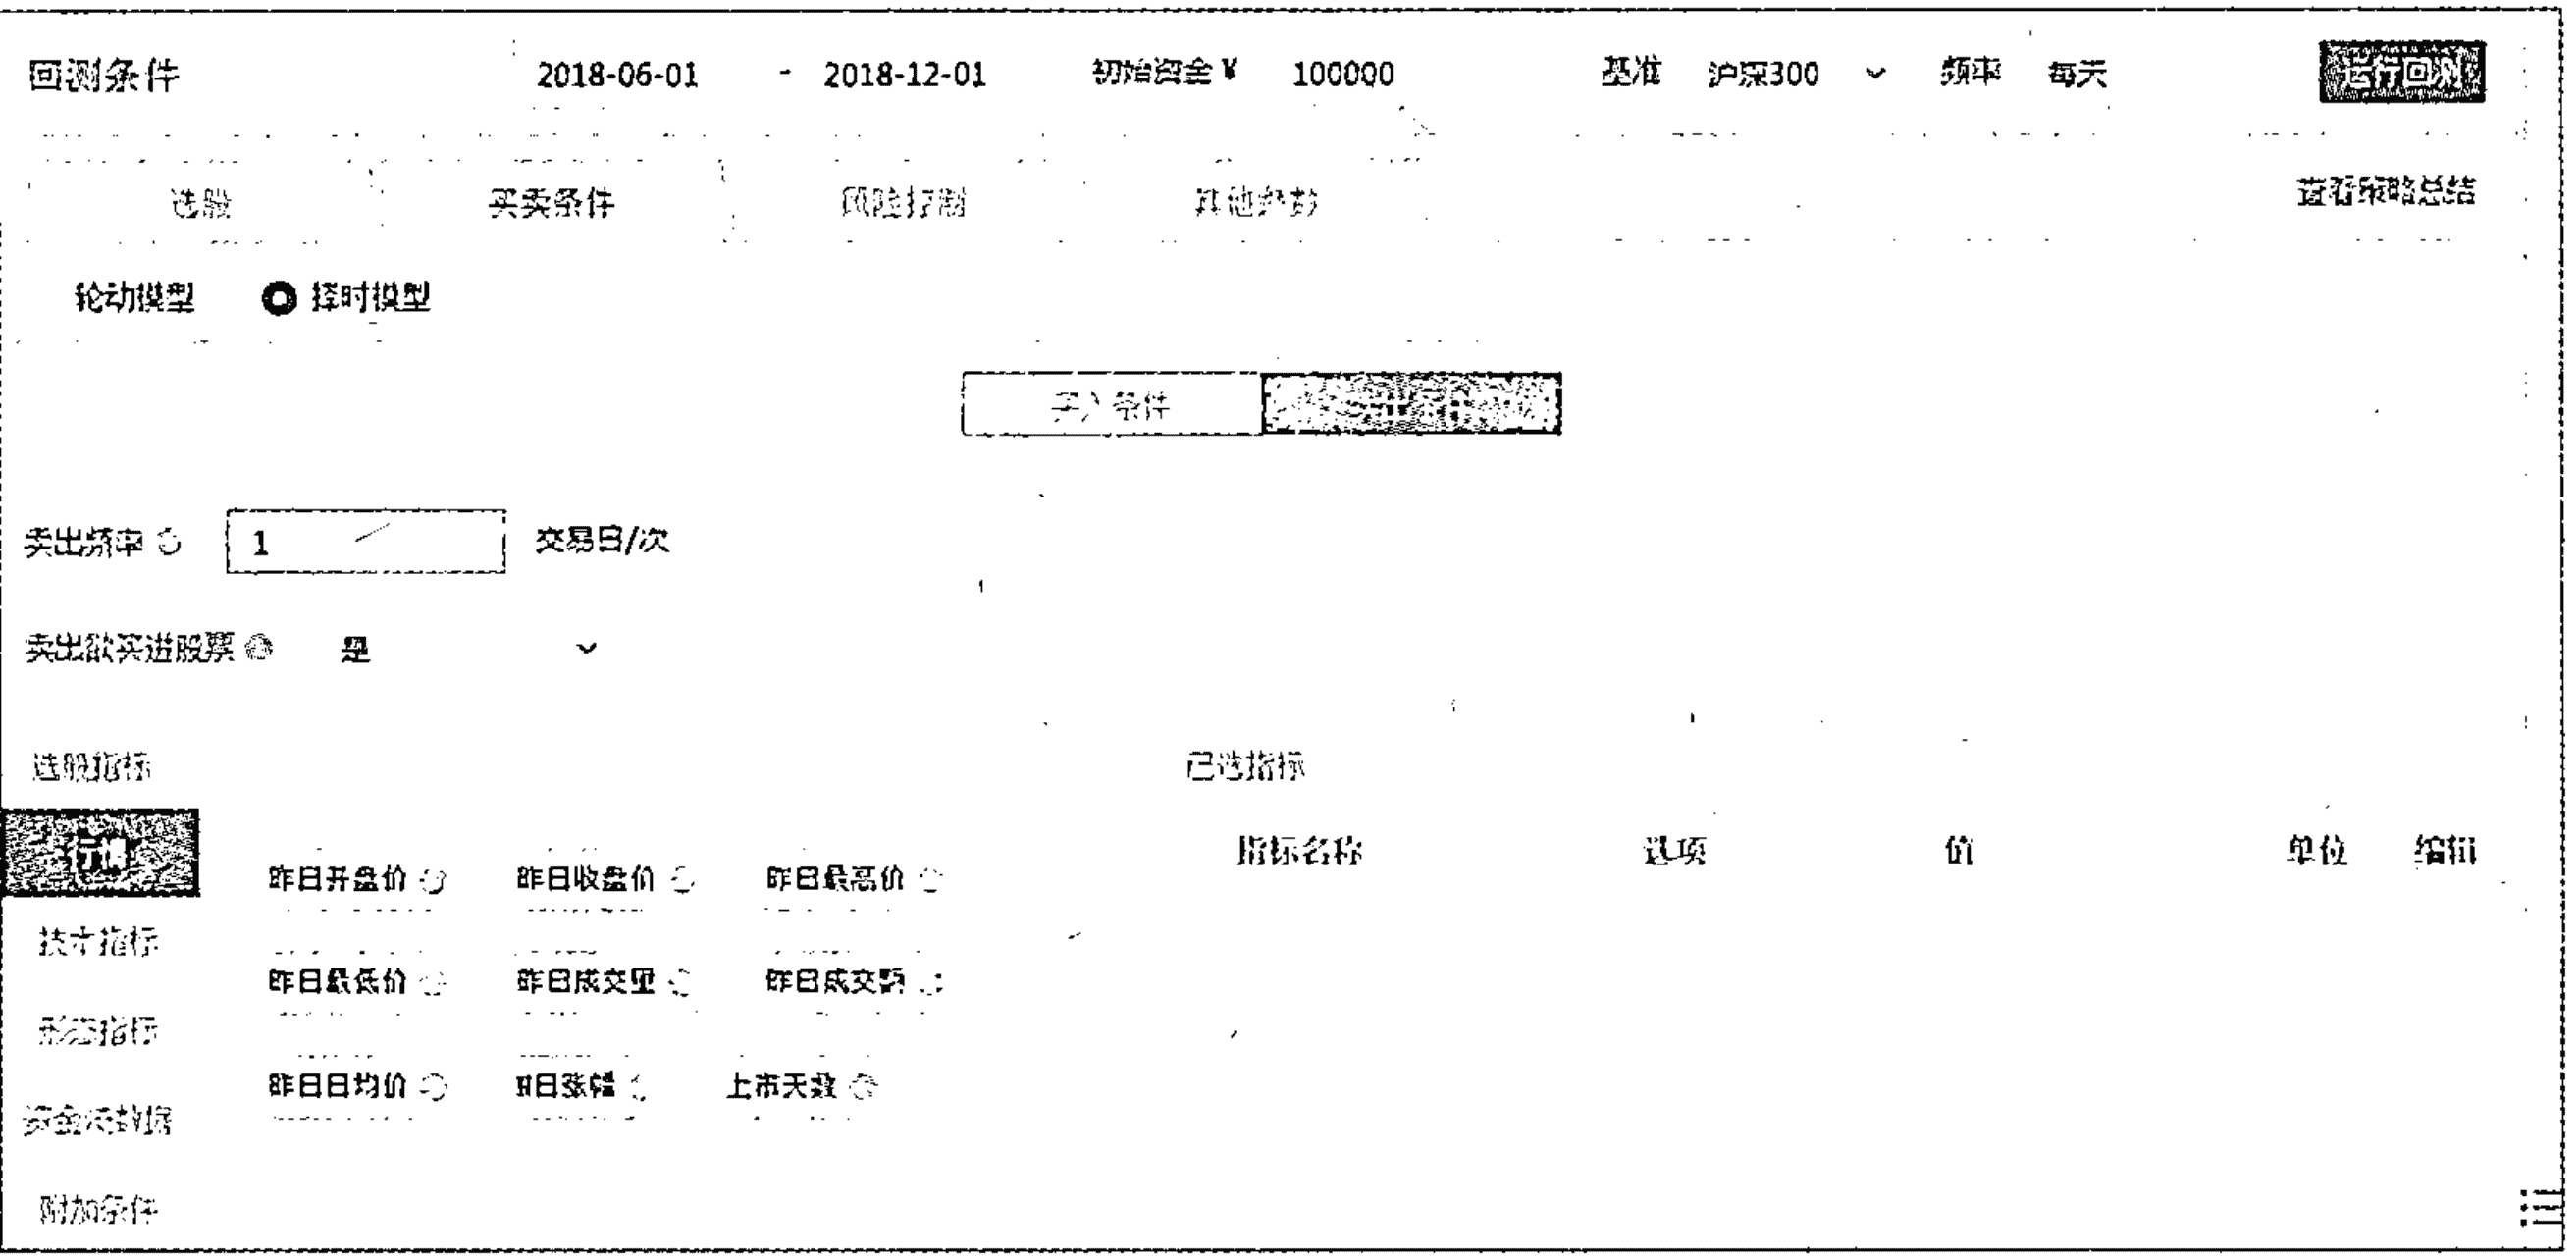 回测条件 2018-06-01 - 2018-12-01 初始资金¥ 100000 基准 沪深300 频率 每天 运行回测
选股 买卖条件 风险控制 其他参数 查看策略总结
轮动模型 择时模型
买入条件
卖出频率 1 交易日/次
卖出欲买进股票 是
选股指标 已选指标
行情 指标名称 选项 值 单位 编辑
昨日开盘价 昨日收盘价 昨日最高价
技术指标
昨日最低价 昨日成交量 昨日成交额
形态指标
昨日日均价 昨日涨幅 上市天数
附加条件